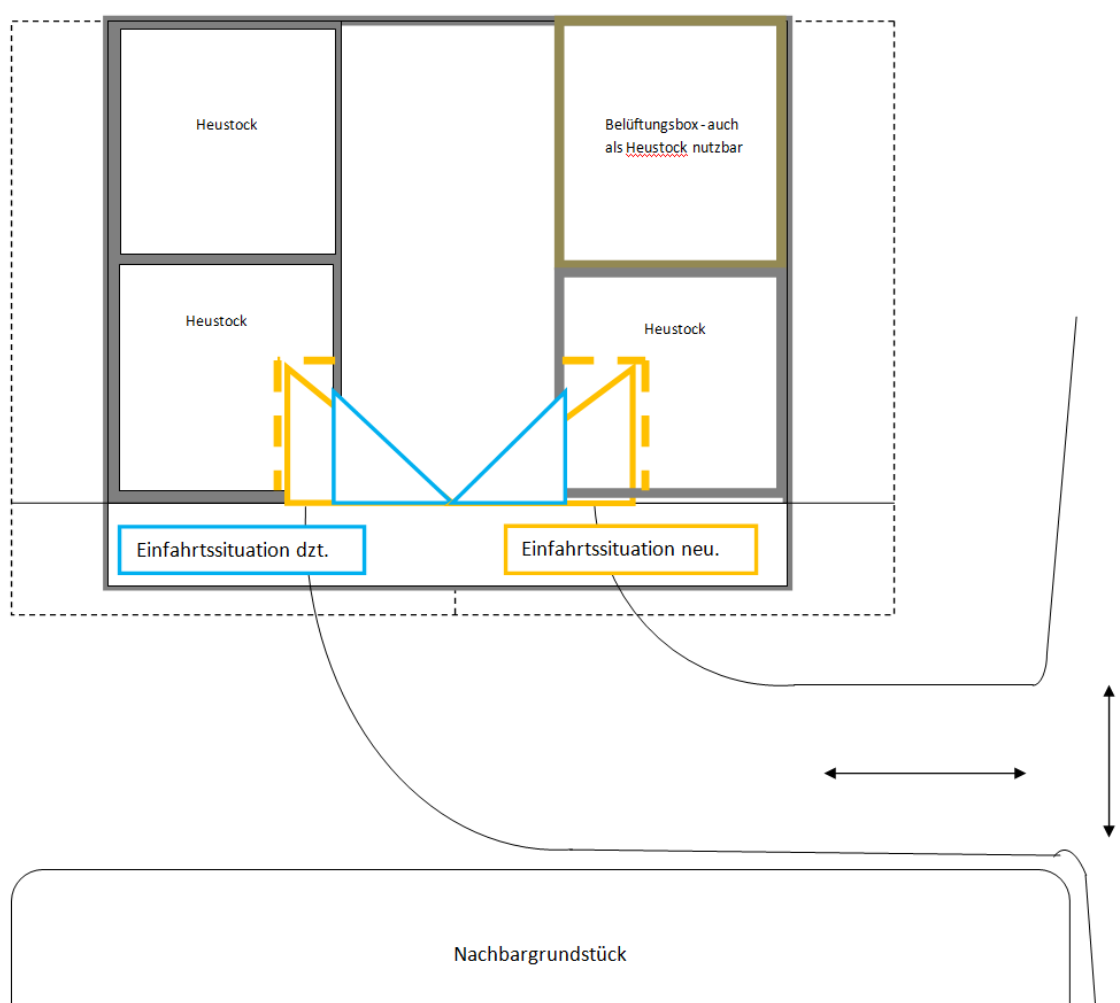 Heustock
Belüftungsbox - auch
als Heustock nutzbar
Heustock
Heustock
Einfahrtssituation dzt.
Einfahrtssituation neu.
Nachbargrundstück